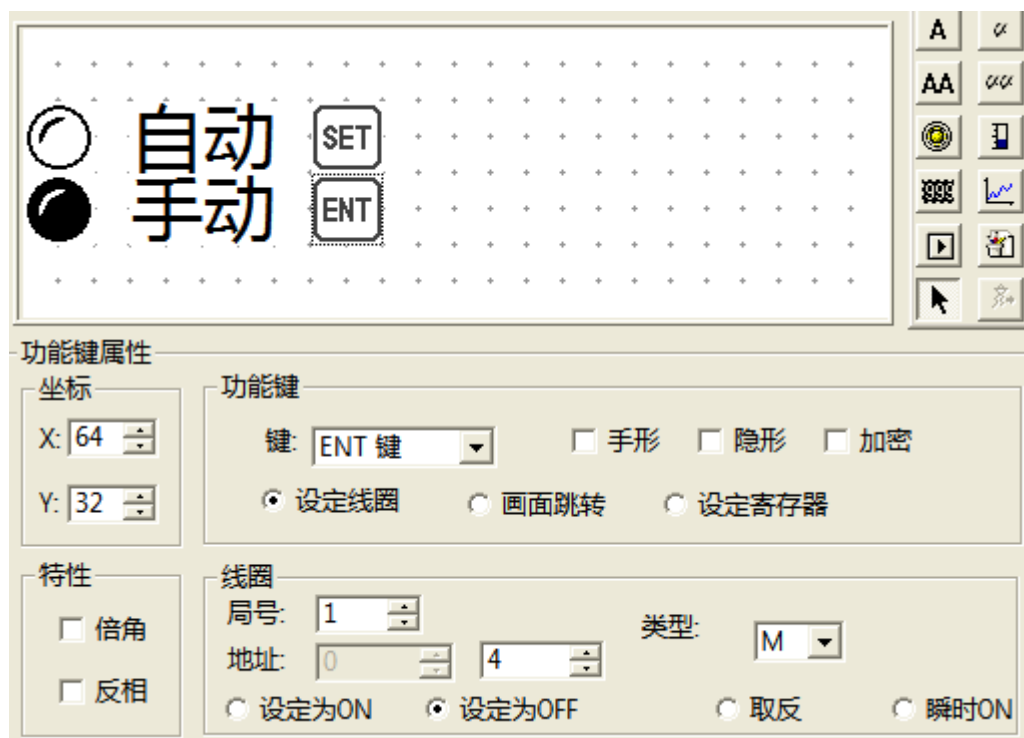 A α
AA αα
自动 SET
手动 ENT
功能键属性
坐标
功能键
X: 64
键: ENT 键 手形 隐形 加密
Y: 32
设定线圈 画面跳转 设定寄存器
特性
线圈
局号: 1
类型: M
倍角
地址: 0 4
反相
设定为ON 设定为OFF 取反 瞬时ON